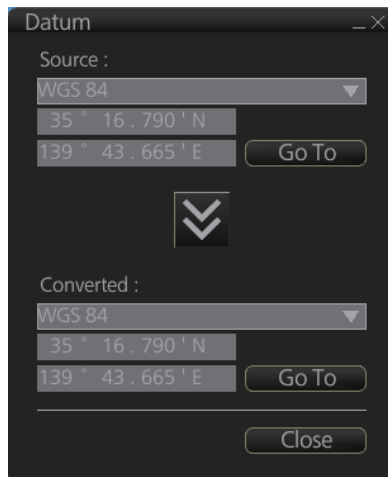 Datum
Source :
WGS 84
35 ° 16 . 790 ' N
139 ° 43 . 665 ' E
Go To
Converted :
WGS 84
35 ° 16 . 790 ' N
139 ° 43 . 665 ' E
Go To
Close